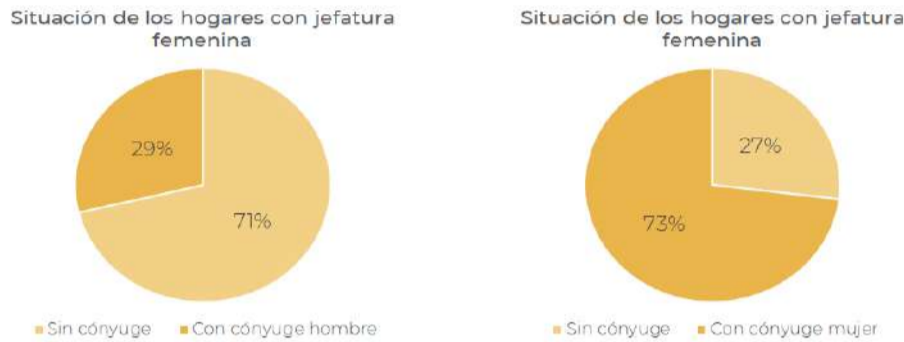 Situación de los hogares con jefatura
femenina
29%
71%
Sin cónyuge Con cónyuge hombre
Situación de los hogares con jefatura
femenina
27%
73%
Sin cónyuge Con cónyuge mujer